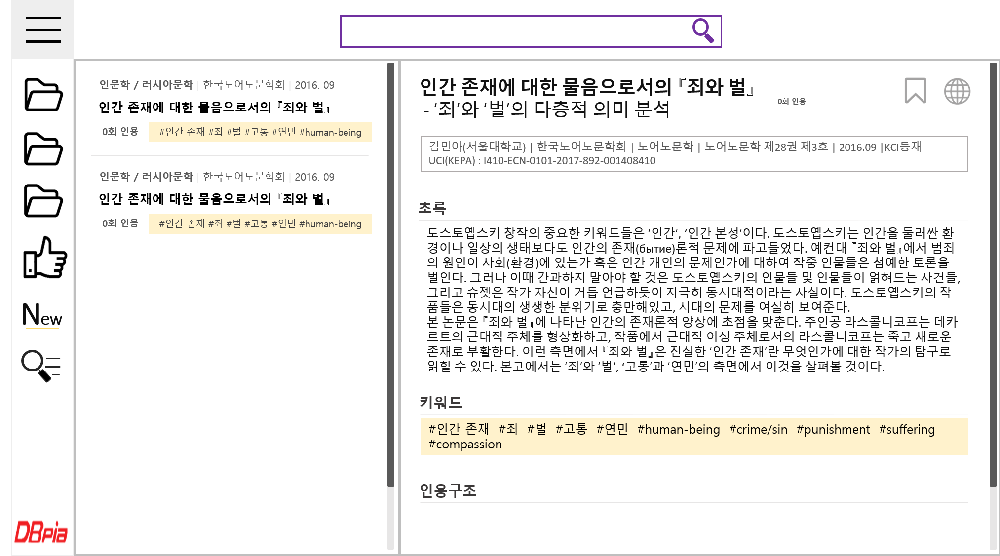 인문학 / 러시아문학 | 한국노어노문학회 | 2016. 09
인간 존재에 대한 물음으로서의 『죄와 벌』
0회 인용 #인간 존재 #죄 #벌 #고통 #연민 #human-being
인문학 / 러시아문학 | 한국노어노문학회 | 2016. 09
인간 존재에 대한 물음으로서의 『죄와 벌』
0회 인용 #인간 존재 #죄 #벌 #고통 #연민 #human-being
New
DBpia
인간 존재에 대한 물음으로서의 『죄와 벌』
- ‘죄’와 ‘벌’의 다층적 의미 분석
0회 인용
김민아(서울대학교) | 한국노어노문학회 | 노어노문학 | 노어노문학 제28권 제3호 | 2016.09 |KCI등재
UCI(KEPA) : I410-ECN-0101-2017-892-001408410
초록
도스토옙스키 창작의 중요한 키워드들은 ‘인간’, ‘인간 본성’이다. 도스토옙스키는 인간을 둘러싼 환
경이나 일상의 생태보다도 인간의 존재(бытие)론적 문제에 파고들었다. 예컨대 『죄와 벌』에서 범죄
의 원인이 사회(환경)에 있는가 혹은 인간 개인의 문제인가에 대하여 작중 인물들은 첨예한 토론을
벌인다. 그러나 이때 간과하지 말아야 할 것은 도스토옙스키의 인물들 및 인물들이 얽혀드는 사건들,
그리고 슈젯은 작가 자신이 거듭 언급하듯이 지극히 동시대적이라는 사실이다. 도스토옙스키의 작
품들은 동시대의 생생한 분위기로 충만해있고, 시대의 문제를 여실히 보여준다.
본 논문은 『죄와 벌』에 나타난 인간의 존재론적 양상에 초점을 맞춘다. 주인공 라스콜니코프는 데카
르트의 근대적 주체를 형상화하고, 작품에서 근대적 이성 주체로서의 라스콜니코프는 죽고 새로운
존재로 부활한다. 이런 측면에서 『죄와 벌』은 진실한 ‘인간 존재’란 무엇인가에 대한 작가의 탐구로
읽힐 수 있다. 본고에서는 ‘죄’와 ‘벌’, ‘고통’과 ‘연민’의 측면에서 이것을 살펴볼 것이다.
키워드
#인간 존재 #죄 #벌 #고통 #연민 #human-being #crime/sin #punishment #suffering
#compassion
인용구조